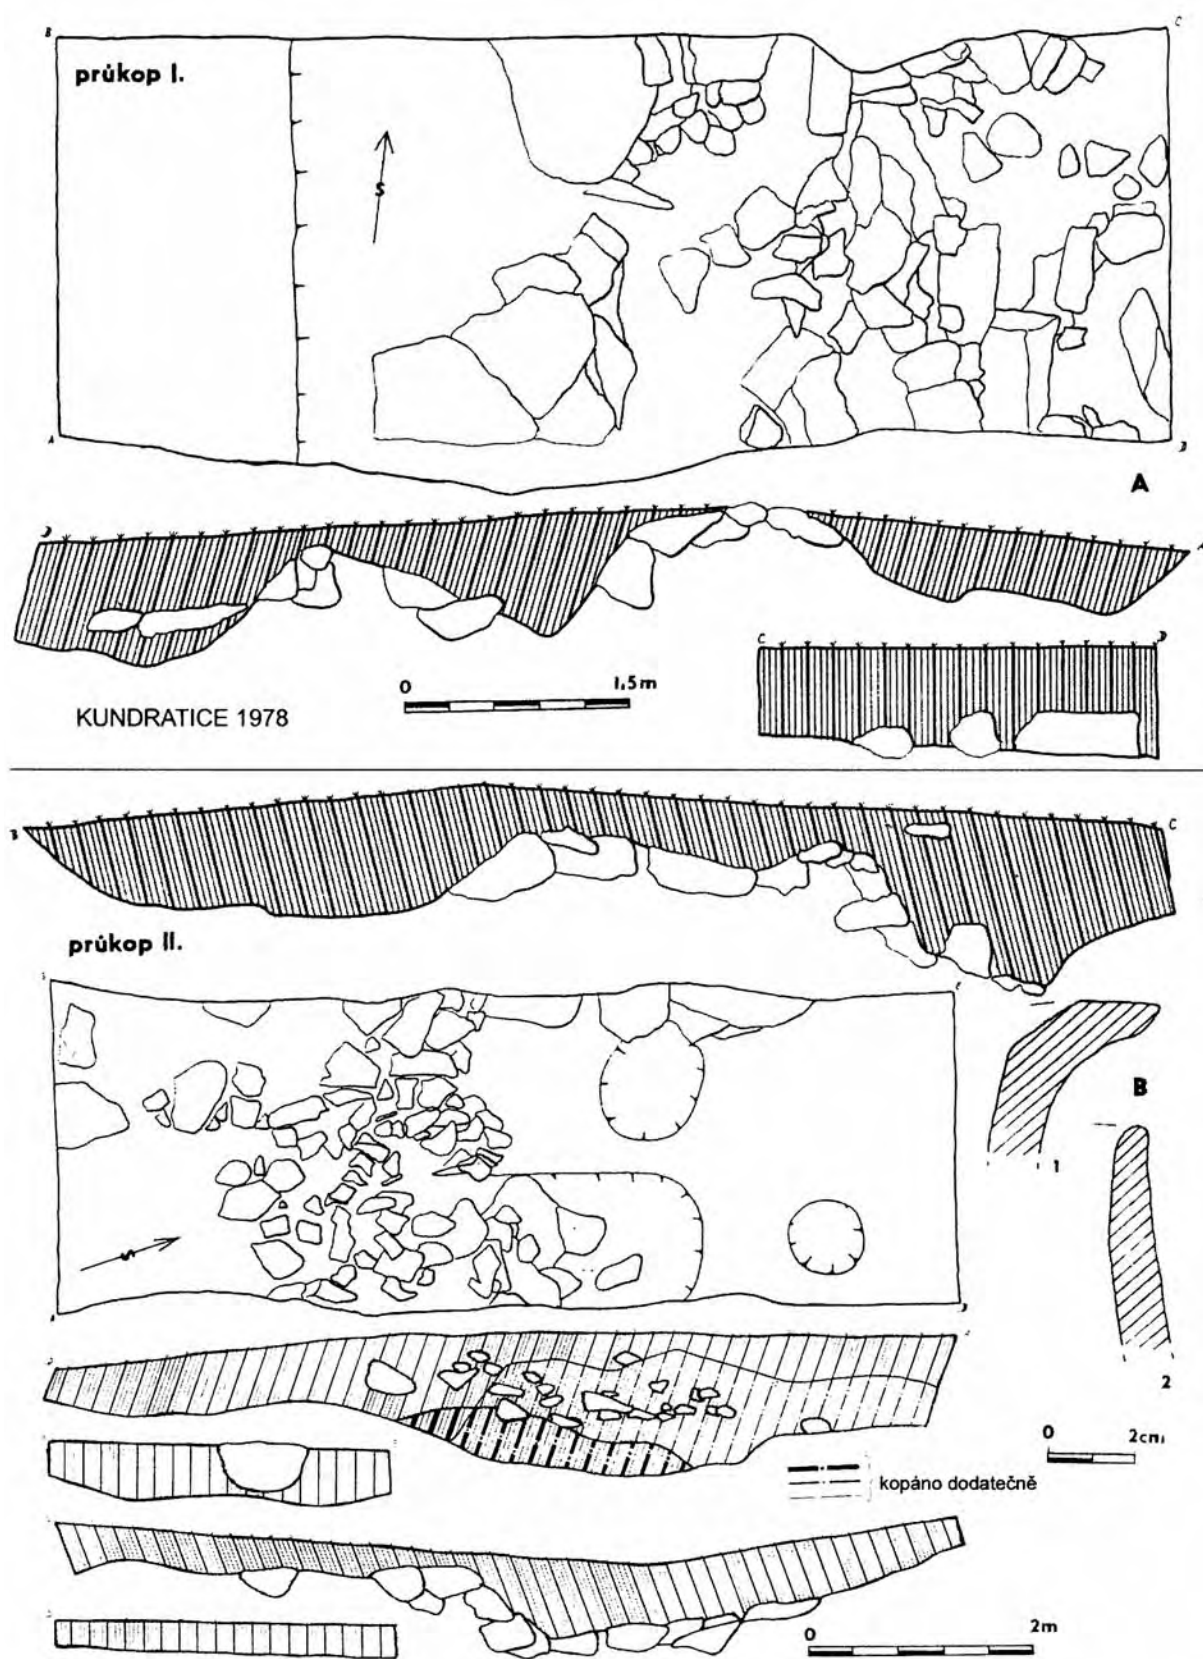 B
C
průkop I.
S
A
D
A
D
A
C
D
0 1,5m
KUNDRATICE 1978
B
C
průkop II.
S
B
1
2
0 2cm
kopáno dodatečně
0 2m